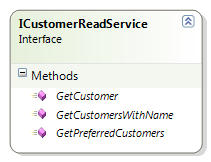 ICustomerReadService
Interface
Methods
GetCustomer
GetCustomersWithName
GetPreferredCustomers